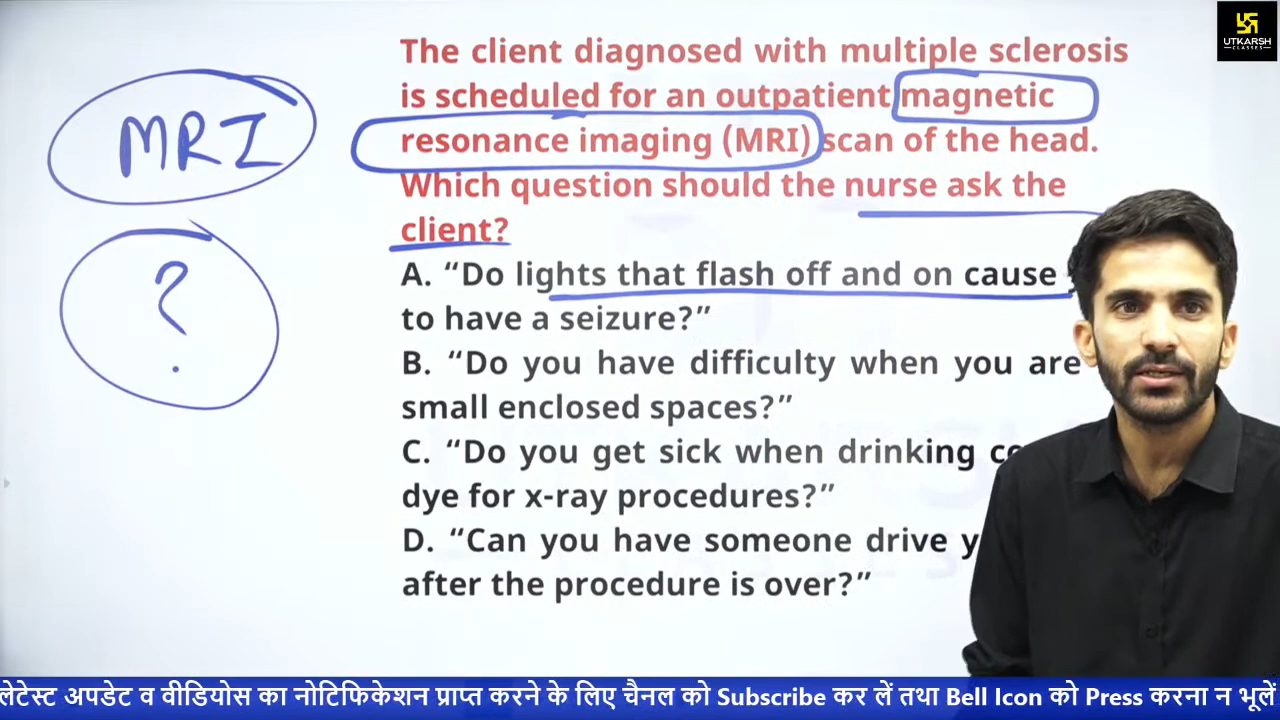 UTKARSH
CLASSES
MRI
?
The client diagnosed with multiple sclerosis
is scheduled for an outpatient magnetic
resonance imaging (MRI) scan of the head.
Which question should the nurse ask the
client?
A. “Do lights that flash off and on cause
to have a seizure?”
B. “Do you have difficulty when you are
small enclosed spaces?”
C. “Do you get sick when drinking
dye for x-ray procedures?”
D. “Can you have someone drive
after the procedure is over?”
लेटेस्ट अपडेट व वीडियोस का नोटिफिकेशन प्राप्त करने के लिए चैनल को Subscribe कर लें तथा Bell Icon को Press करना न भूलें